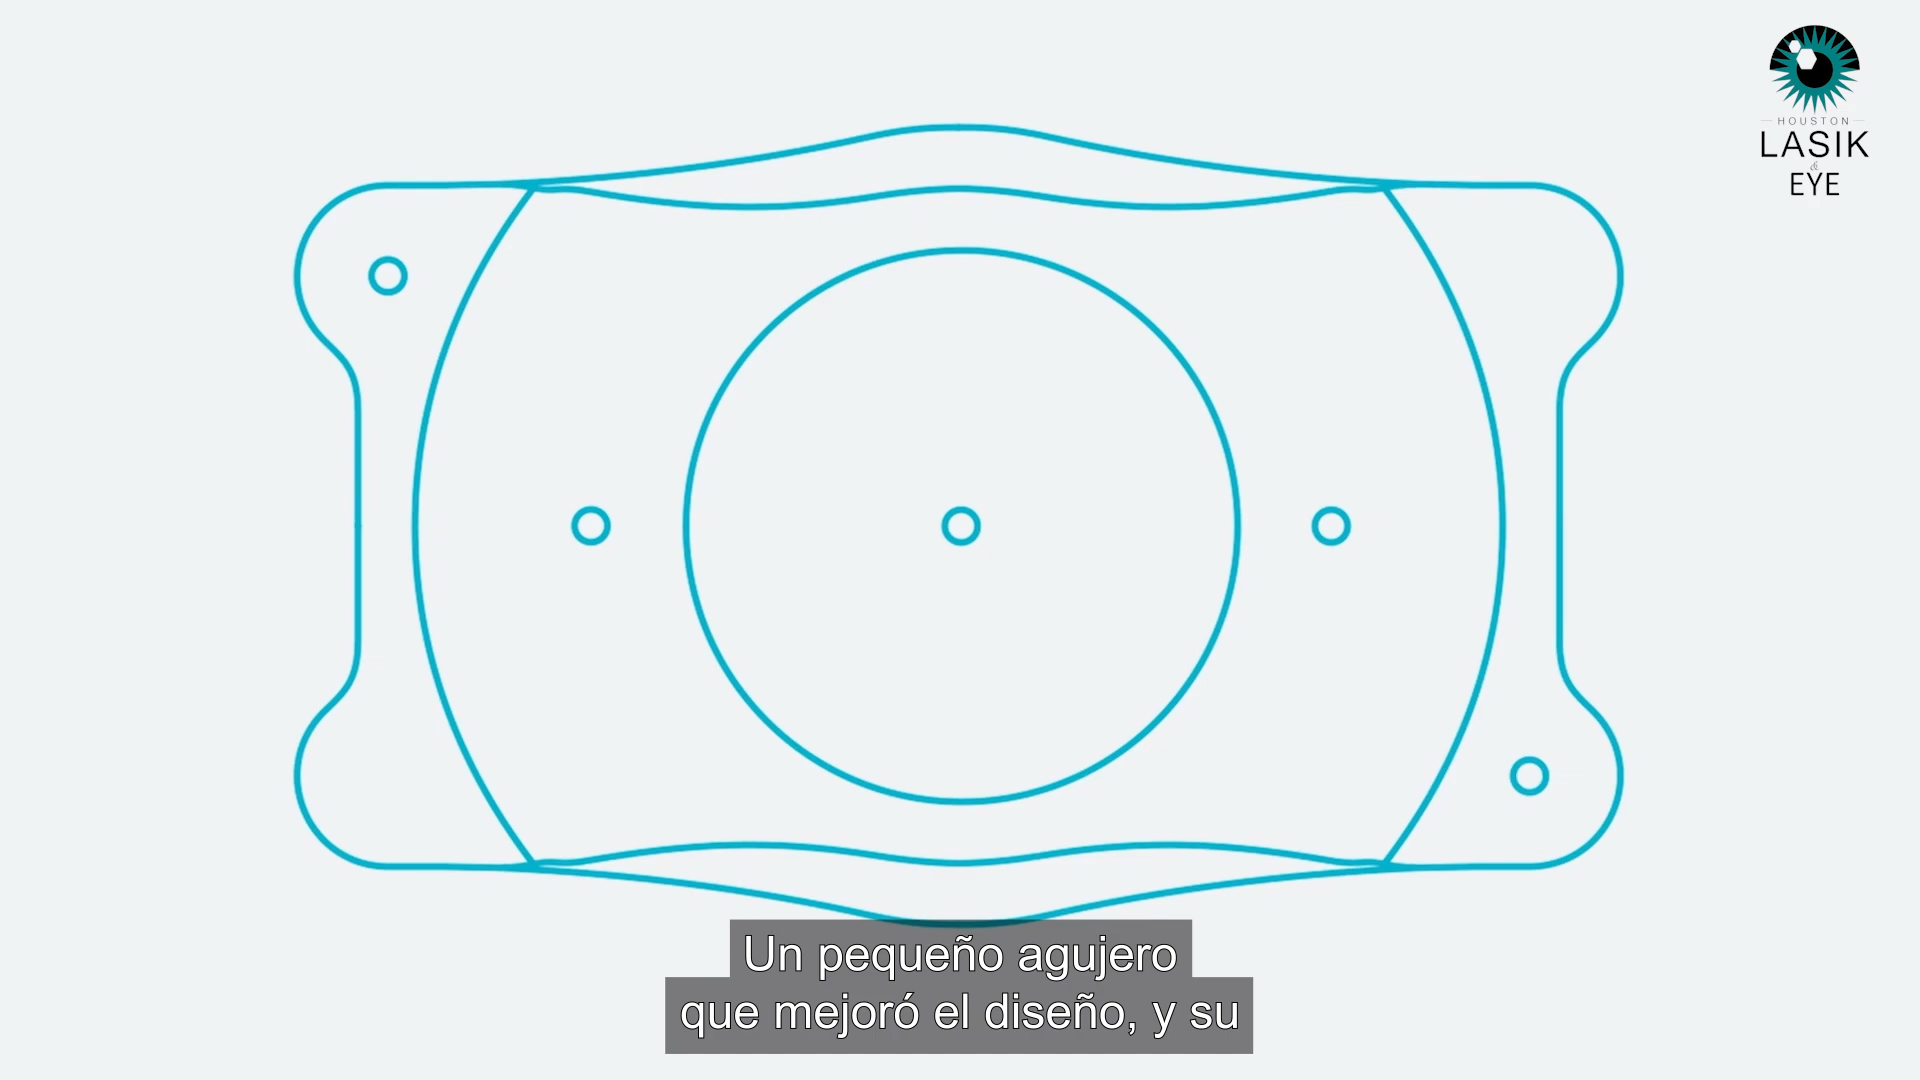 HOUSTON
LASIK
&
EYE
Un pequeño agujero
que mejoró el diseño, y su